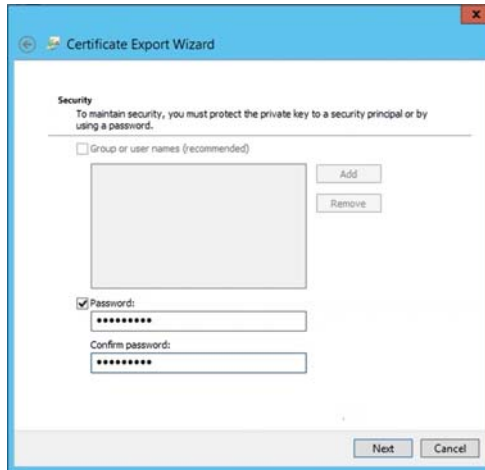 x
Certificate Export Wizard
Security
To maintain security, you must protect the private key to a security principal or by
using a password.
Group or user names (recommended)
Add
Remove
Password:
•••••••••
Confirm password:
•••••••••
Next
Cancel